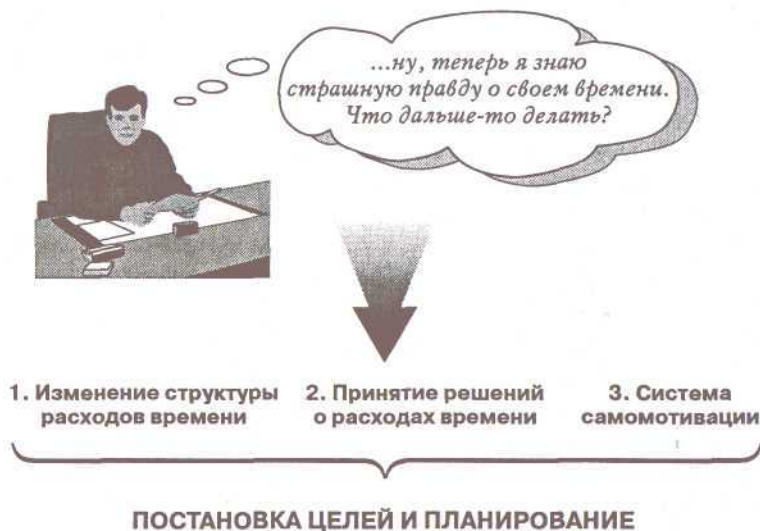 ...ну, теперь я знаю
страшную правду о своем времени.
Что дальше-то делать?
1. Изменение структуры
расходов времени
2. Принятие решений
о расходах времени
3. Система
самомотивации
ПОСТАНОВКА ЦЕЛЕЙ И ПЛАНИРОВАНИЕ